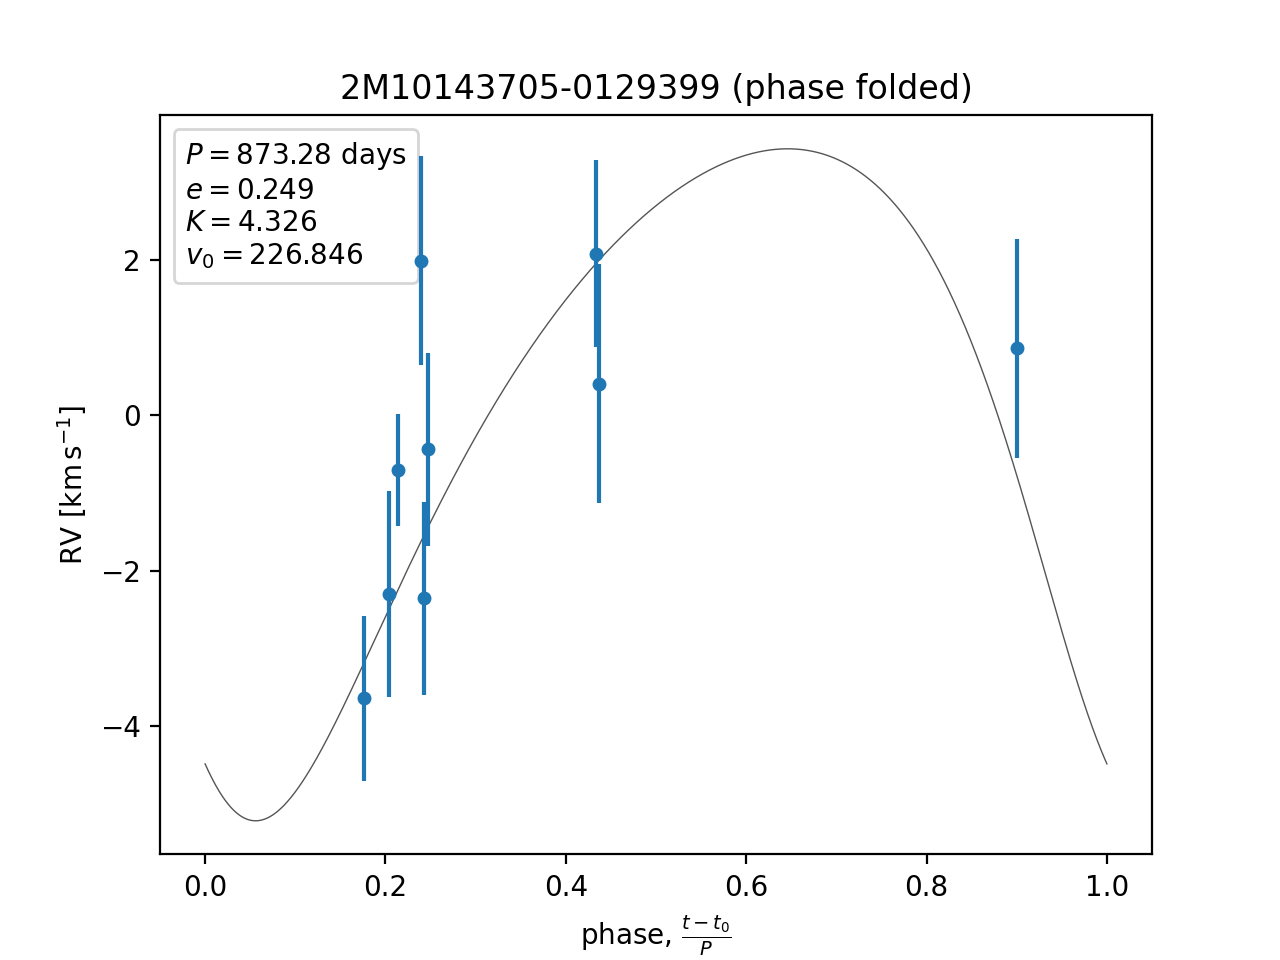 2M10143705-0129399 (phase folded)
P = 873.28 days
e = 0.249
K = 4.326
v₀ = 226.846
2
0
−2
−4
RV [km s⁻¹]
0.0 0.2 0.4 0.6 0.8 1.0
phase, (t − t₀)/P